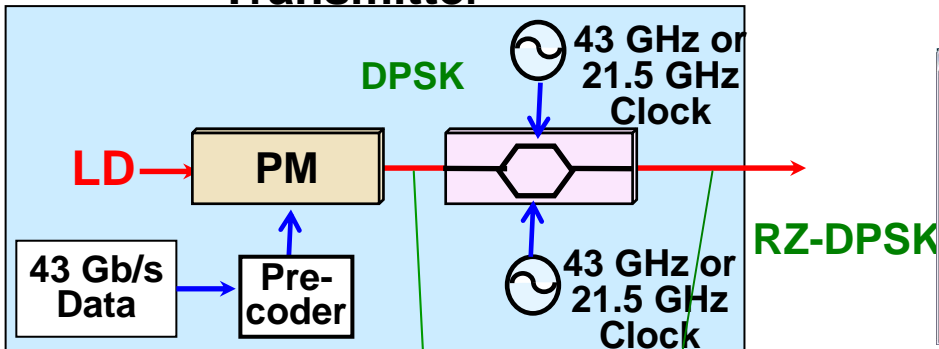 Transmitter
DPSK
43 GHz or
21.5 GHz
Clock
LD
PM
RZ-DPSK
43 Gb/s
Data
Pre-
coder
43 GHz or
21.5 GHz
Clock